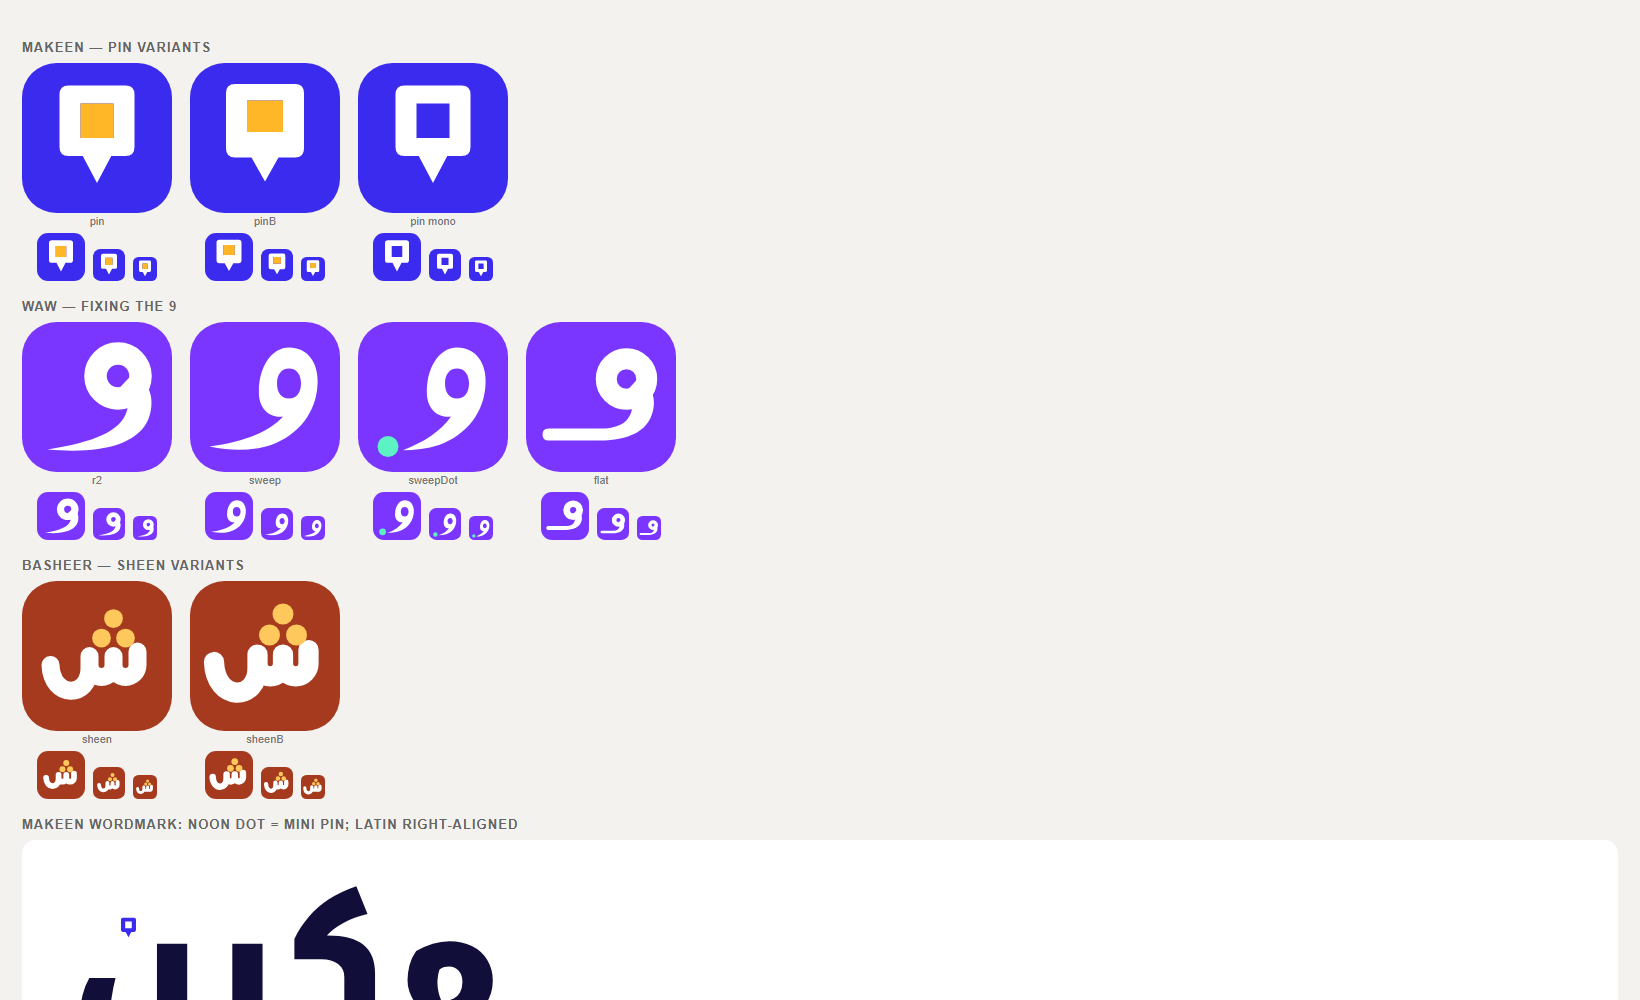 MAKEEN — PIN VARIANTS
pin pinB pin mono
WAW — FIXING THE 9
و و و و
r2 sweep sweepDot flat
BASHEER — SHEEN VARIANTS
ش ش
sheen sheenB
MAKEEN WORDMARK: NOON DOT = MINI PIN; LATIN RIGHT-ALIGNED